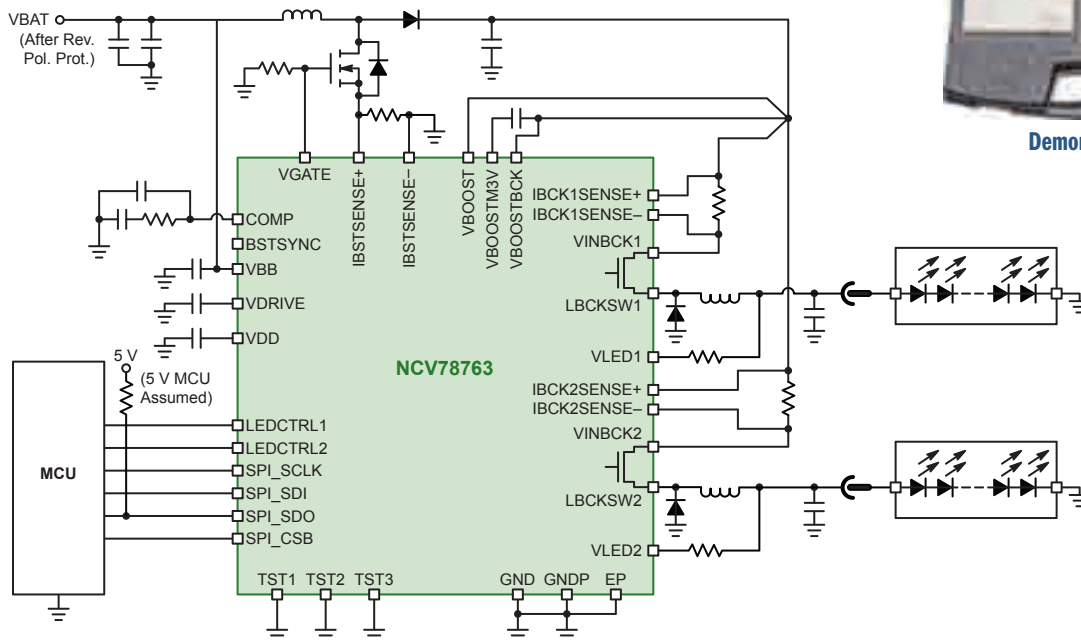 VBAT
(After Rev.
Pol. Prot.)
Demor
VGATE
IBSTSENSE+
IBSTSENSE–
VBOOST
VBOOSTM3V
VBOOSTBCK
COMP
BSTSYNC
VBB
VDRIVE
VDD
IBCK1SENSE+
IBCK1SENSE–
VINBCK1
LBCKSW1
VLED1
IBCK2SENSE+
IBCK2SENSE–
VINBCK2
LBCKSW2
VLED2
NCV78763
5 V
(5 V MCU
Assumed)
MCU
LEDCTRL1
LEDCTRL2
SPI_SCLK
SPI_SDI
SPI_SDO
SPI_CSB
TST1
TST2
TST3
GND
GNDP
EP